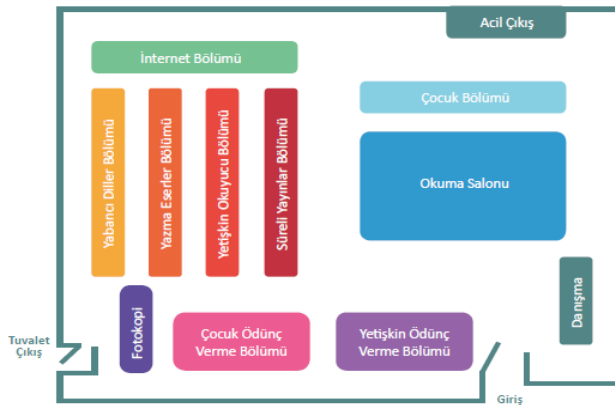 Acil Çıkış
İnternet Bölümü
Çocuk Bölümü
Yabancı Diller Bölümü
Yazma Eserler Bölümü
Yetişkin Okuyucu Bölümü
Süreli Yayınlar Bölümü
Okuma Salonu
Danışma
Fotokopi
Çocuk Ödünç
Verme Bölümü
Yetişkin Ödünç
Verme Bölümü
Tuvalet
Çıkış
Giriş